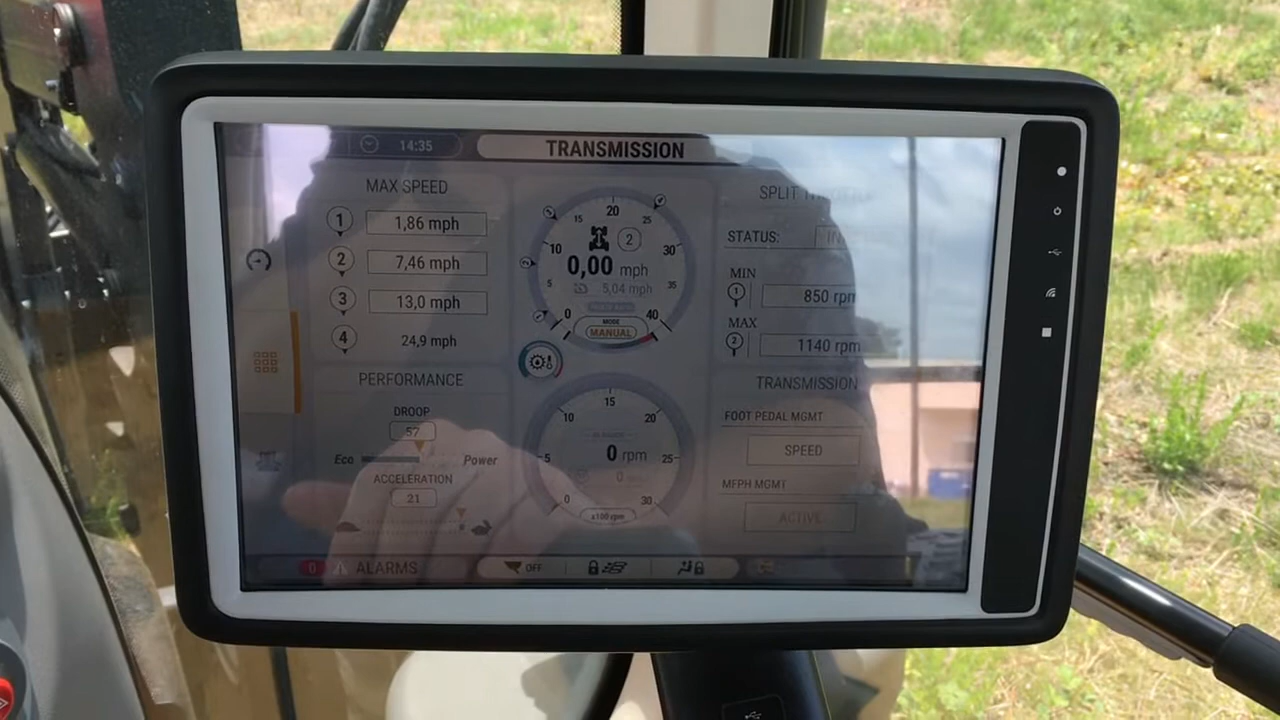 14:35
TRANSMISSION
MAX SPEED
1 1,86 mph
2 7,46 mph
3 13,0 mph
4 24,9 mph
PERFORMANCE
DROOP
57
Eco Power
ACCELERATION
21
0 ALARMS
0 5 10 15 20 25 30 35 40
2
0,00 mph
5,04 mph
MODE
MANUAL
0 5 10 15 20 25 30
0 rpm
0
x100 rpm
OFF
SPLIT
STATUS:
MIN
1 850 rpm
MAX
2 1140 rpm
TRANSMISSION
FOOT PEDAL MGMT
SPEED
MFPH MGMT
ACTIVE